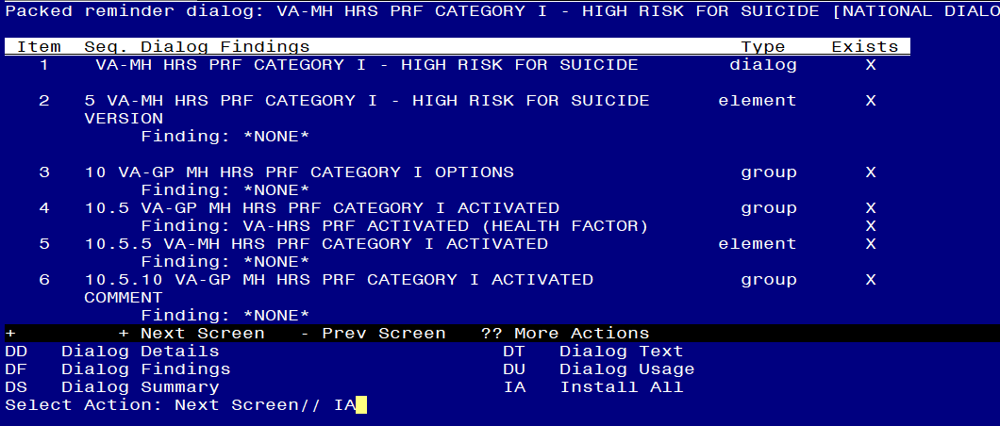 Packed reminder dialog: VA-MH HRS PRF CATEGORY I - HIGH RISK FOR SUICIDE [NATIONAL DIALO
Item Seq. Dialog Findings Type Exists
1 VA-MH HRS PRF CATEGORY I - HIGH RISK FOR SUICIDE dialog X
2 5 VA-MH HRS PRF CATEGORY I - HIGH RISK FOR SUICIDE element X
VERSION
Finding: *NONE*
3 10 VA-GP MH HRS PRF CATEGORY I OPTIONS group X
Finding: *NONE*
4 10.5 VA-GP MH HRS PRF CATEGORY I ACTIVATED group X
Finding: VA-HRS PRF ACTIVATED (HEALTH FACTOR) X
5 10.5.5 VA-MH HRS PRF CATEGORY I ACTIVATED element X
Finding: *NONE*
6 10.5.10 VA-GP MH HRS PRF CATEGORY I ACTIVATED group X
COMMENT
Finding: *NONE*
+ + Next Screen - Prev Screen ?? More Actions
DD Dialog Details DT Dialog Text
DF Dialog Findings DU Dialog Usage
DS Dialog Summary IA Install All
Select Action: Next Screen// IA